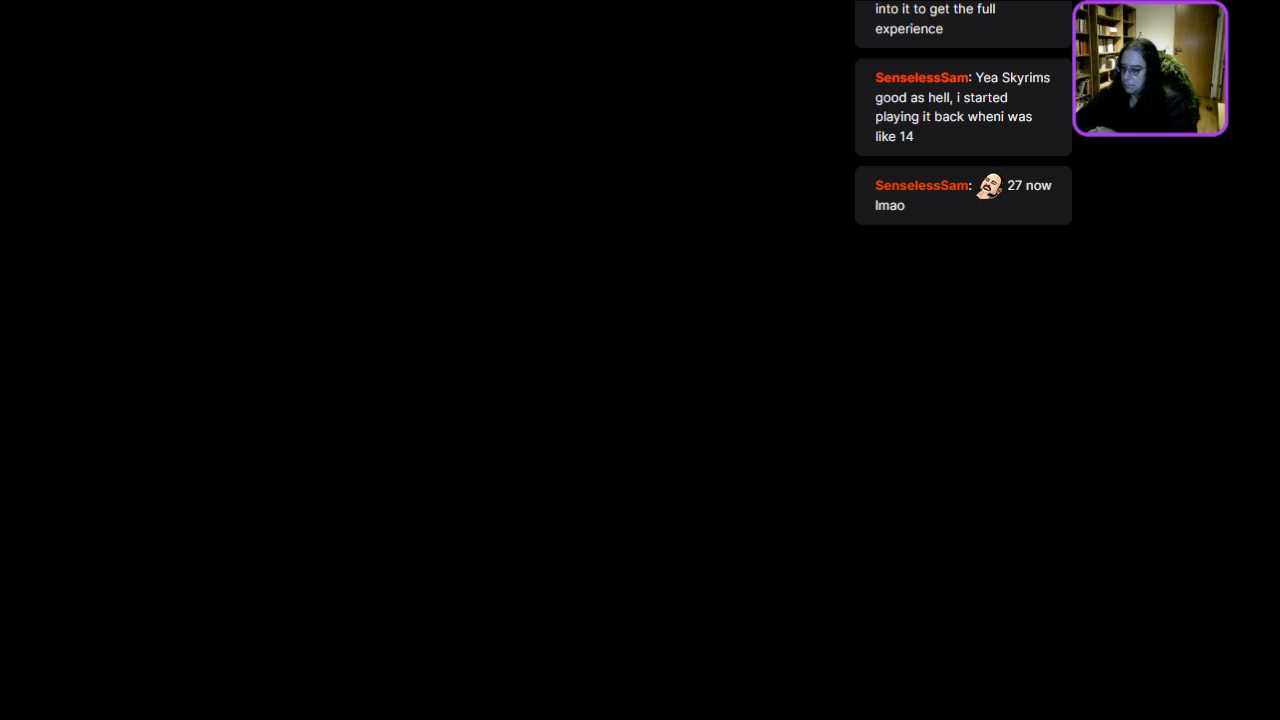 into it to get the full
experience
SenselessSam: Yea Skyrims
good as hell, i started
playing it back wheni was
like 14
SenselessSam: 27 now
lmao